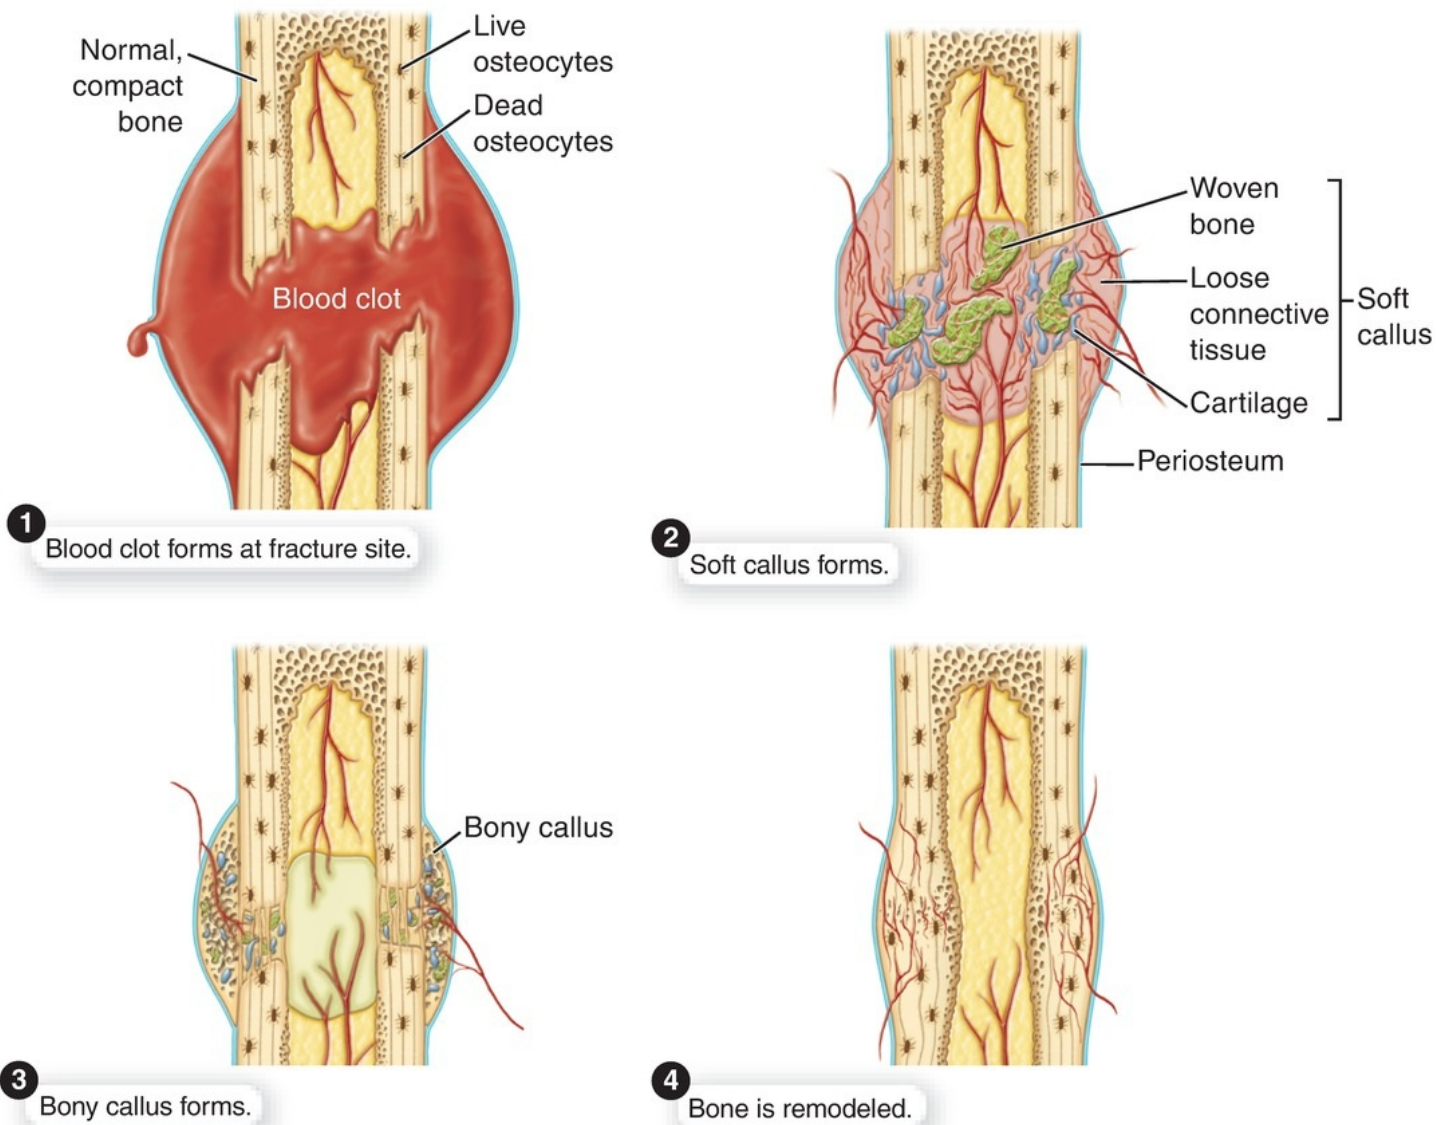 Normal,
compact
bone
Live
osteocytes
Dead
osteocytes
Blood clot
1
Blood clot forms at fracture site.
Woven
bone
Loose
connective
tissue
Cartilage
Soft
callus
Periosteum
2
Soft callus forms.
Bony callus
3
Bony callus forms.
4
Bone is remodeled.